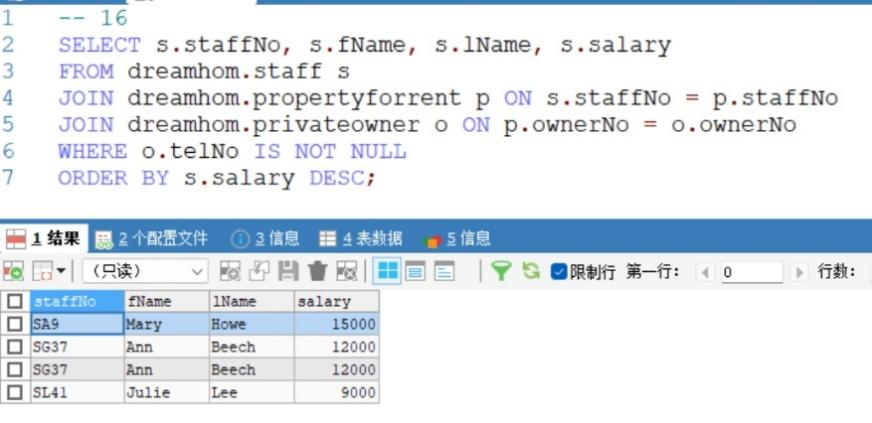 1 -- 16
2 SELECT s.staffNo, s.fName, s.lName, s.salary
3 FROM dreamhom.staff s
4 JOIN dreamhom.propertyforrent p ON s.staffNo = p.staffNo
5 JOIN dreamhom.privateowner o ON p.ownerNo = o.ownerNo
6 WHERE o.telNo IS NOT NULL
7 ORDER BY s.salary DESC;
1 结果 2 个配置文件 3 信息 4 表数据 5 信息
（只读） 限制行 第一行: 0 行数:
staffNo fName lName salary
SA9 Mary Howe 15000
SG37 Ann Beech 12000
SG37 Ann Beech 12000
SL41 Julie Lee 9000